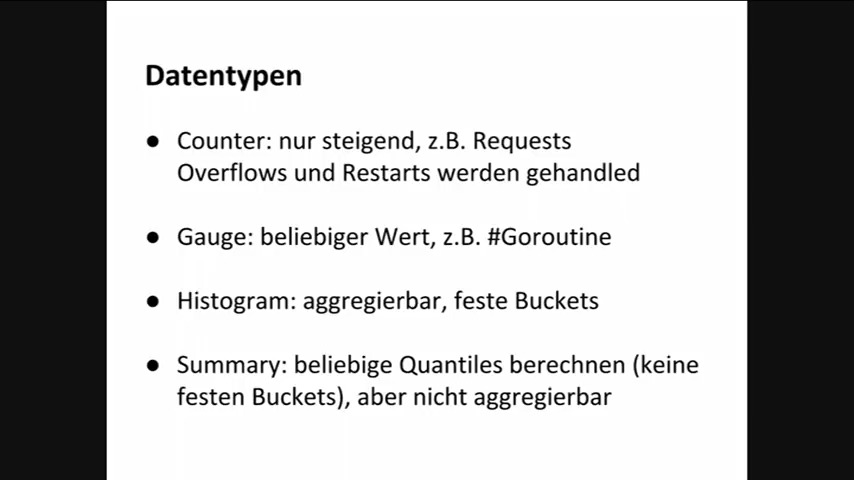 Datentypen
● Counter: nur steigend, z.B. Requests
Overflows und Restarts werden gehandled
● Gauge: beliebiger Wert, z.B. #Goroutine
● Histogram: aggregierbar, feste Buckets
● Summary: beliebige Quantiles berechnen (keine
festen Buckets), aber nicht aggregierbar